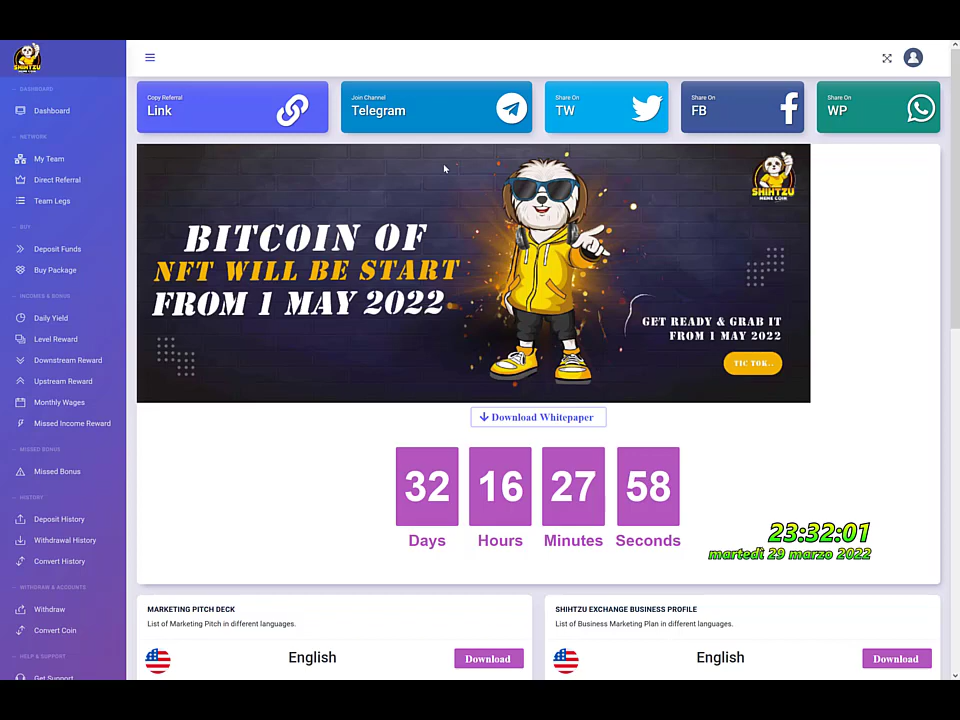 SHIHTZU
MEME COIN
DASHBOARD
Dashboard
NETWORK
My Team
Direct Referral
Team Legs
BUY
Deposit Funds
Buy Package
INCOMES & BONUS
Daily Yield
Level Reward
Downstream Reward
Upstream Reward
Monthly Wages
Missed Income Reward
MISSED BONUS
Missed Bonus
HISTORY
Deposit History
Withdrawal History
Convert History
WITHDRAW & ACCOUNTS
Withdraw
Convert Coin
HELP & SUPPORT
Get Support
Copy Referral
Link
Join Channel
Telegram
Share On
TW
Share On
FB
Share On
WP
SHIHTZU
MEME COIN
BITCOIN OF
NFT WILL BE START
FROM 1 MAY 2022
GET READY & GRAB IT
FROM 1 MAY 2022
TIC TOK..
Download Whitepaper
32 16 27 58
Days Hours Minutes Seconds
23:32:01
martedì 29 marzo 2022
MARKETING PITCH DECK
List of Marketing Pitch in different languages.
English Download
SHIHTZU EXCHANGE BUSINESS PROFILE
List of Business Marketing Plan in different languages.
English Download